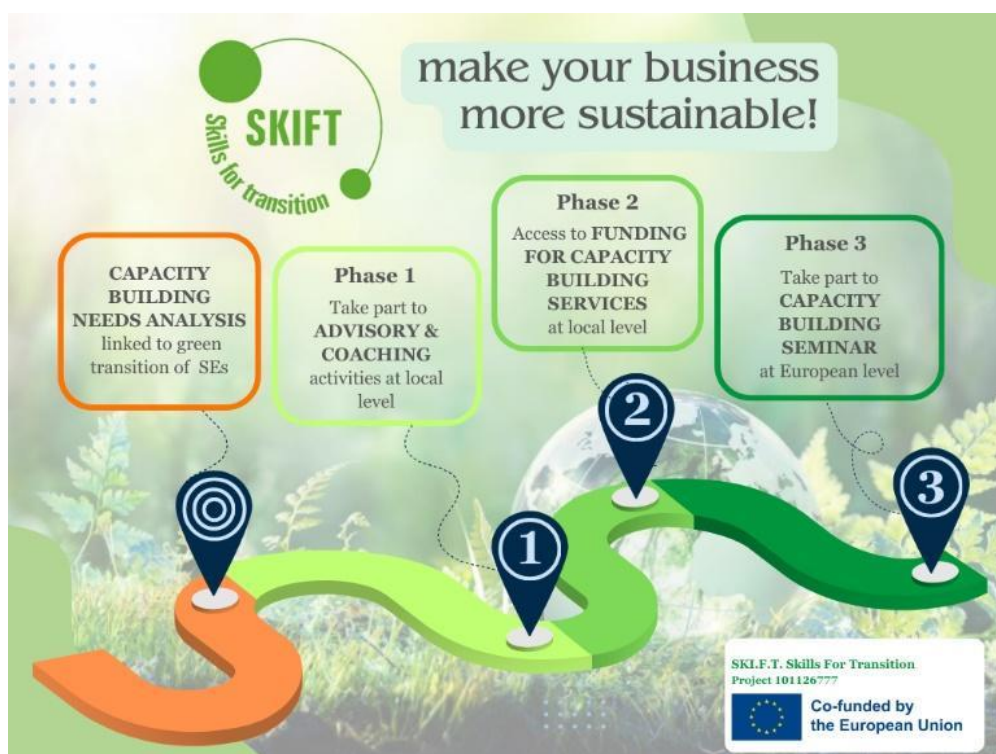 SKIFT
Skills for transition
make your business
more sustainable!
CAPACITY
BUILDING
NEEDS ANALYSIS
linked to green
transition of SEs
Phase 1
Take part to
ADVISORY &
COACHING
activities at local
level
Phase 2
Access to FUNDING
FOR CAPACITY
BUILDING
SERVICES
at local level
Phase 3
Take part to
CAPACITY
BUILDING
SEMINAR
at European level
1
2
3
SKI.F.T. Skills For Transition
Project 101126777
Co-funded by
the European Union